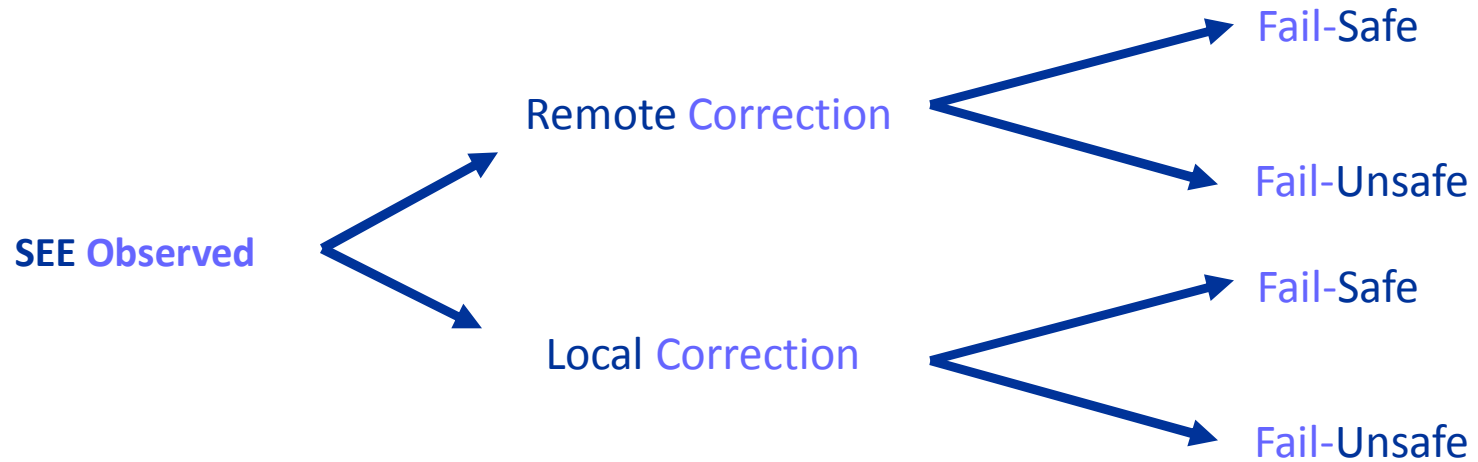 Fail-Safe
Remote Correction
Fail-Unsafe
SEE Observed
Fail-Safe
Local Correction
Fail-Unsafe